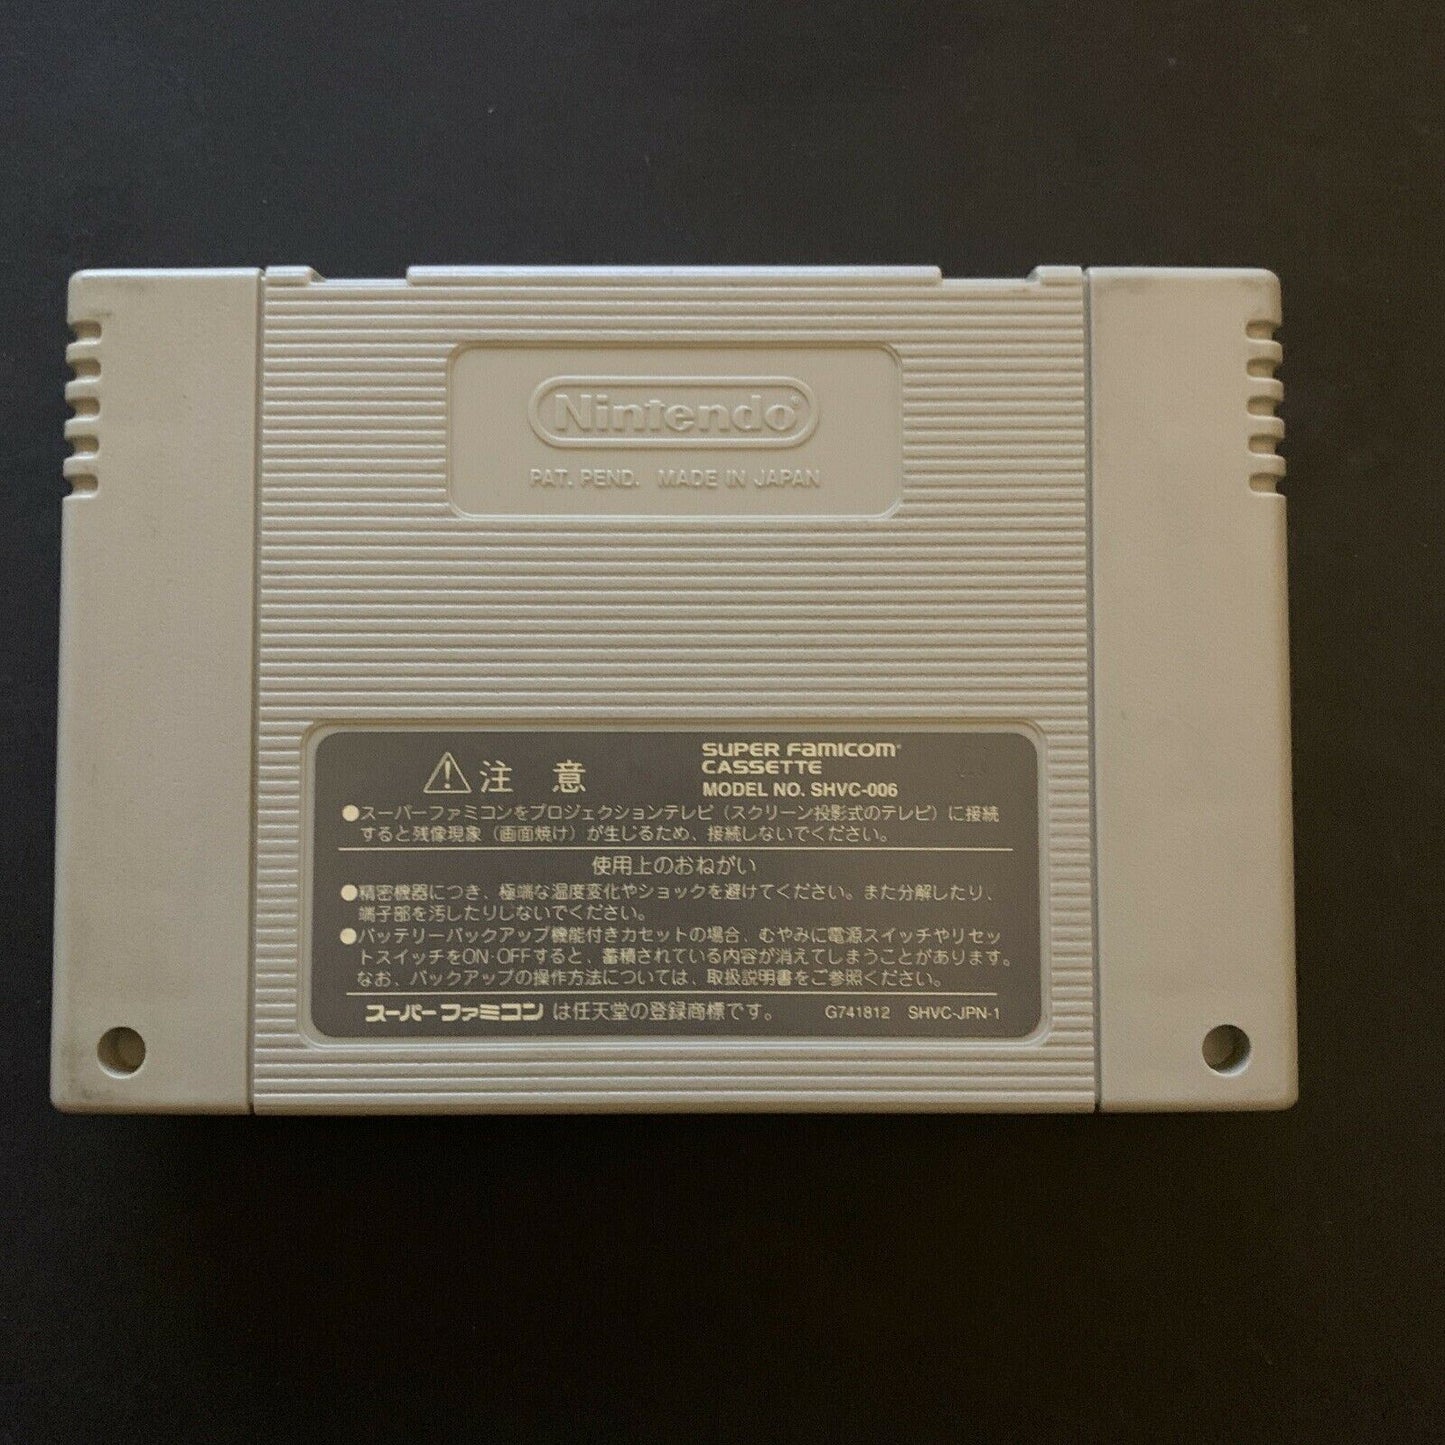 Nintendo®
PAT. PEND. MADE IN JAPAN
⚠注 意
SUPER FAMICOM®
CASSETTE
MODEL NO. SHVC-006
●スーパーファミコンをプロジェクションテレビ（スクリーン投影式のテレビ）に接続
すると残像現象（画面焼け）が生じるため、接続しないでください。
使用上のおねがい
●精密機器につき、極端な温度変化やショックを避けてください。また分解したり、
端子部を汚したりしないでください。
●バッテリーバックアップ機能付きカセットの場合、むやみに電源スイッチやリセッ
トスイッチをON·OFFすると、蓄積されている内容が消えてしまうことがあります。
なお、バックアップの操作方法については、取扱説明書をご参照ください。
スーパーファミコン は任天堂の登録商標です。 G741812 SHVC-JPN-1